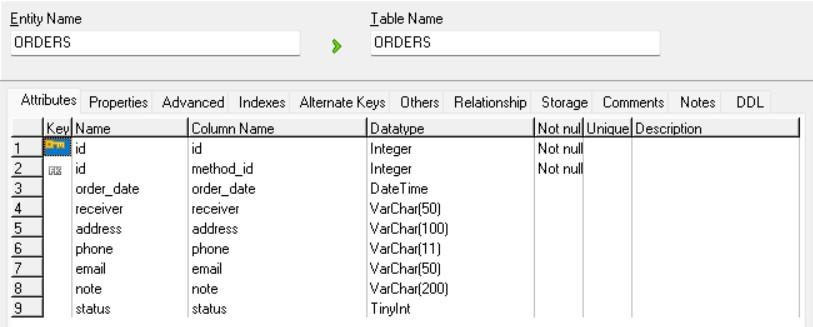 Entity Name Table Name
ORDERS ORDERS
Attributes Properties Advanced Indexes Alternate Keys Others Relationship Storage Comments Notes DDL
Key Name Column Name Datatype Not nul Unique Description
1 id id Integer Not null
2 FK id method_id Integer Not null
3 order_date order_date DateTime
4 receiver receiver VarChar(50)
5 address address VarChar(100)
6 phone phone VarChar(11)
7 email email VarChar(50)
8 note note VarChar(200)
9 status status TinyInt